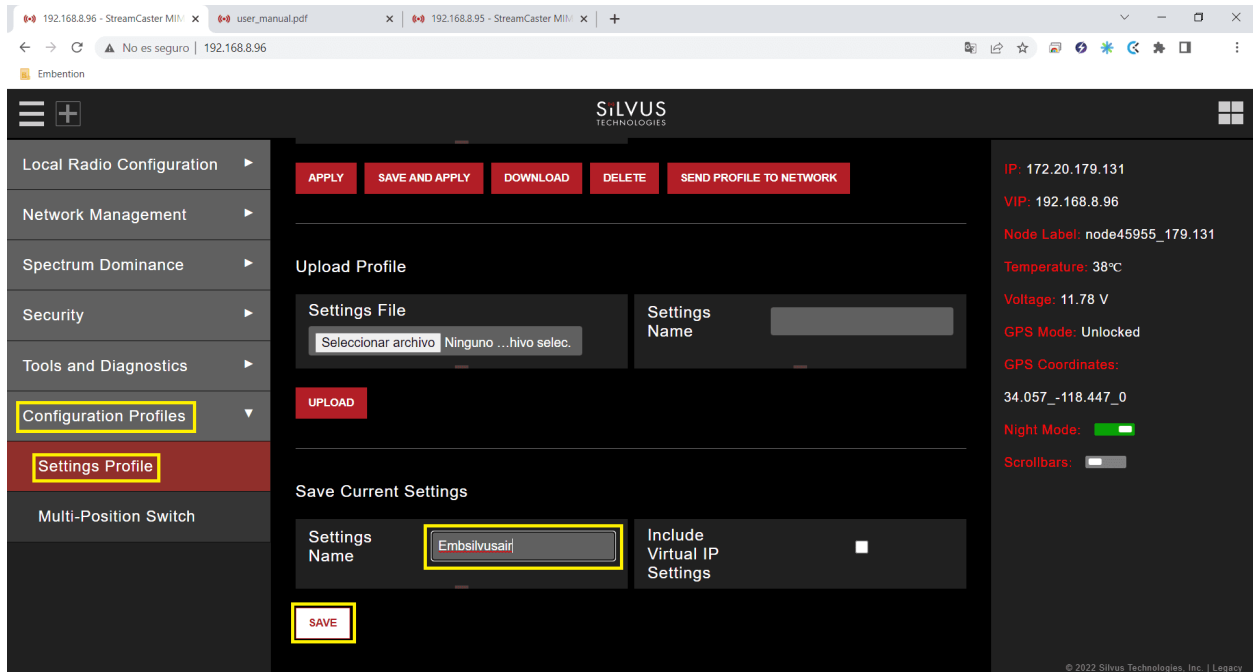 192.168.8.96 - StreamCaster MIM
user_manual.pdf
192.168.8.95 - StreamCaster MIM
No es seguro | 192.168.8.96
Embention
SiLVUS
TECHNOLOGIES
Local Radio Configuration
Network Management
Spectrum Dominance
Security
Tools and Diagnostics
Configuration Profiles
Settings Profile
Multi-Position Switch
APPLY
SAVE AND APPLY
DOWNLOAD
DELETE
SEND PROFILE TO NETWORK
Upload Profile
Settings File
Seleccionar archivo Ninguno …hivo selec.
Settings
Name
UPLOAD
Save Current Settings
Settings
Name
Embsilvusair
Include
Virtual IP
Settings
SAVE
IP: 172.20.179.131
VIP: 192.168.8.96
Node Label: node45955_179.131
Temperature: 38℃
Voltage: 11.78 V
GPS Mode: Unlocked
GPS Coordinates:
34.057_-118.447_0
Night Mode:
Scrollbars:
© 2022 Silvus Technologies, Inc. | Legacy